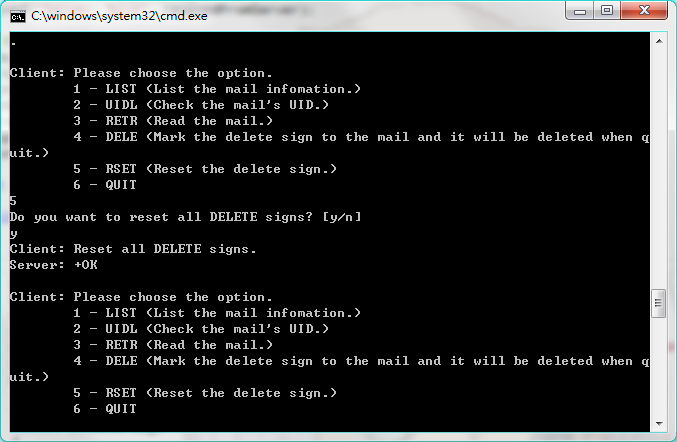 C:\windows\system32\cmd.exe
.
Client: Please choose the option.
1 - LIST (List the mail infomation.)
2 - UIDL (Check the mail's UID.)
3 - RETR (Read the mail.)
4 - DELE (Mark the delete sign to the mail and it will be deleted when q
uit.)
5 - RSET (Reset the delete sign.)
6 - QUIT
5
Do you want to reset all DELETE signs? [y/n]
y
Client: Reset all DELETE signs.
Server: +OK
Client: Please choose the option.
1 - LIST (List the mail infomation.)
2 - UIDL (Check the mail's UID.)
3 - RETR (Read the mail.)
4 - DELE (Mark the delete sign to the mail and it will be deleted when q
uit.)
5 - RSET (Reset the delete sign.)
6 - QUIT